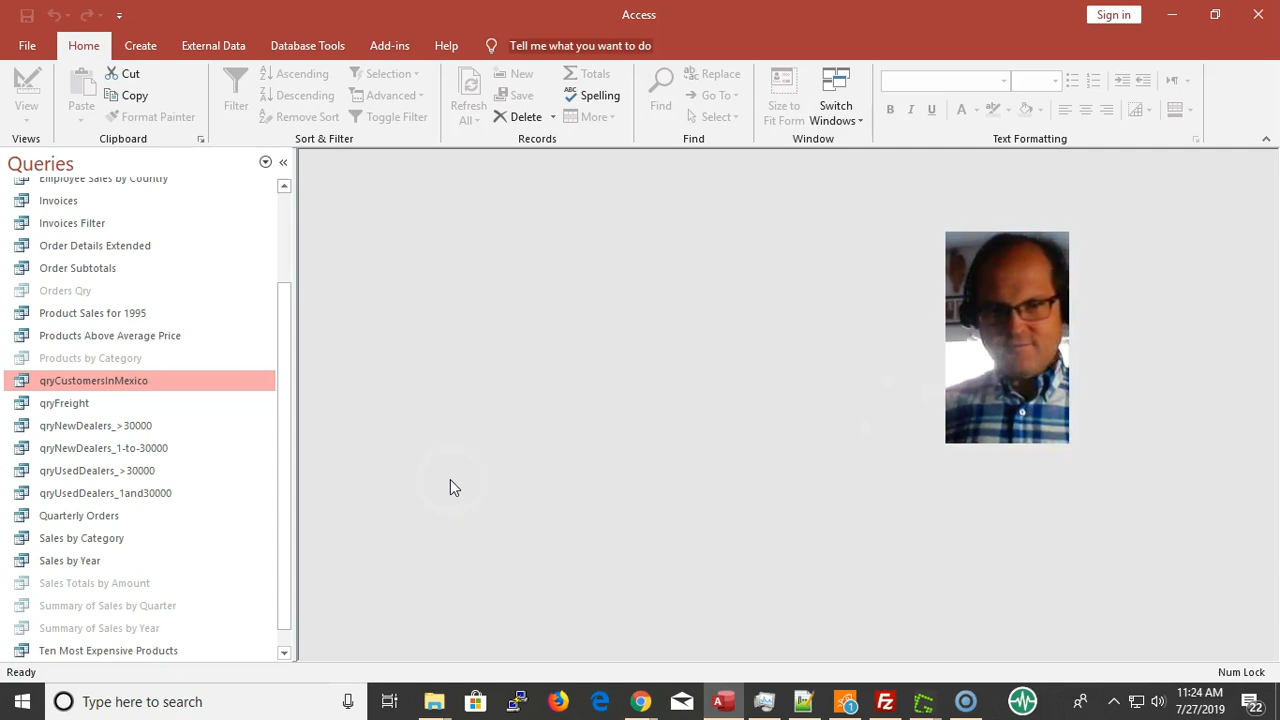 Access
Sign in
File
Home
Create
External Data
Database Tools
Add-ins
Help
Tell me what you want to do
View
Paste
Cut
Copy
Format Painter
Filter
Ascending
Descending
Remove Sort
Selection
Advanced
Toggle Filter
Refresh
All
New
Save
Delete
Totals
Spelling
More
Find
Replace
Go To
Select
Size to
Fit Form
Switch
Windows
B I U
Views
Clipboard
Sort & Filter
Records
Find
Window
Text Formatting
Queries
Employee Sales by Country
Invoices
Invoices Filter
Order Details Extended
Order Subtotals
Orders Qry
Product Sales for 1995
Products Above Average Price
Products by Category
qryCustomersInMexico
qryFreight
qryNewDealers_>30000
qryNewDealers_1-to-30000
qryUsedDealers_>30000
qryUsedDealers_1and30000
Quarterly Orders
Sales by Category
Sales by Year
Sales Totals by Amount
Summary of Sales by Quarter
Summary of Sales by Year
Ten Most Expensive Products
Ready
Num Lock
Type here to search
11:24 AM
7/27/2019
22